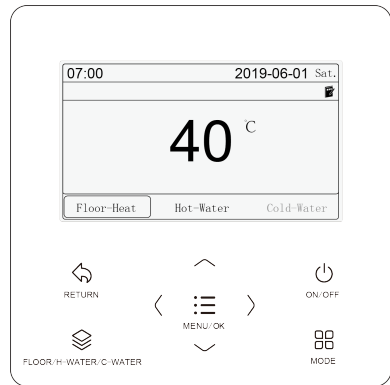 07:00 2019-06-01 Sat.
40 ℃
Floor-Heat Hot-Water Cold-Water
RETURN ON/OFF
MENU/OK
FLOOR/H-WATER/C-WATER MODE